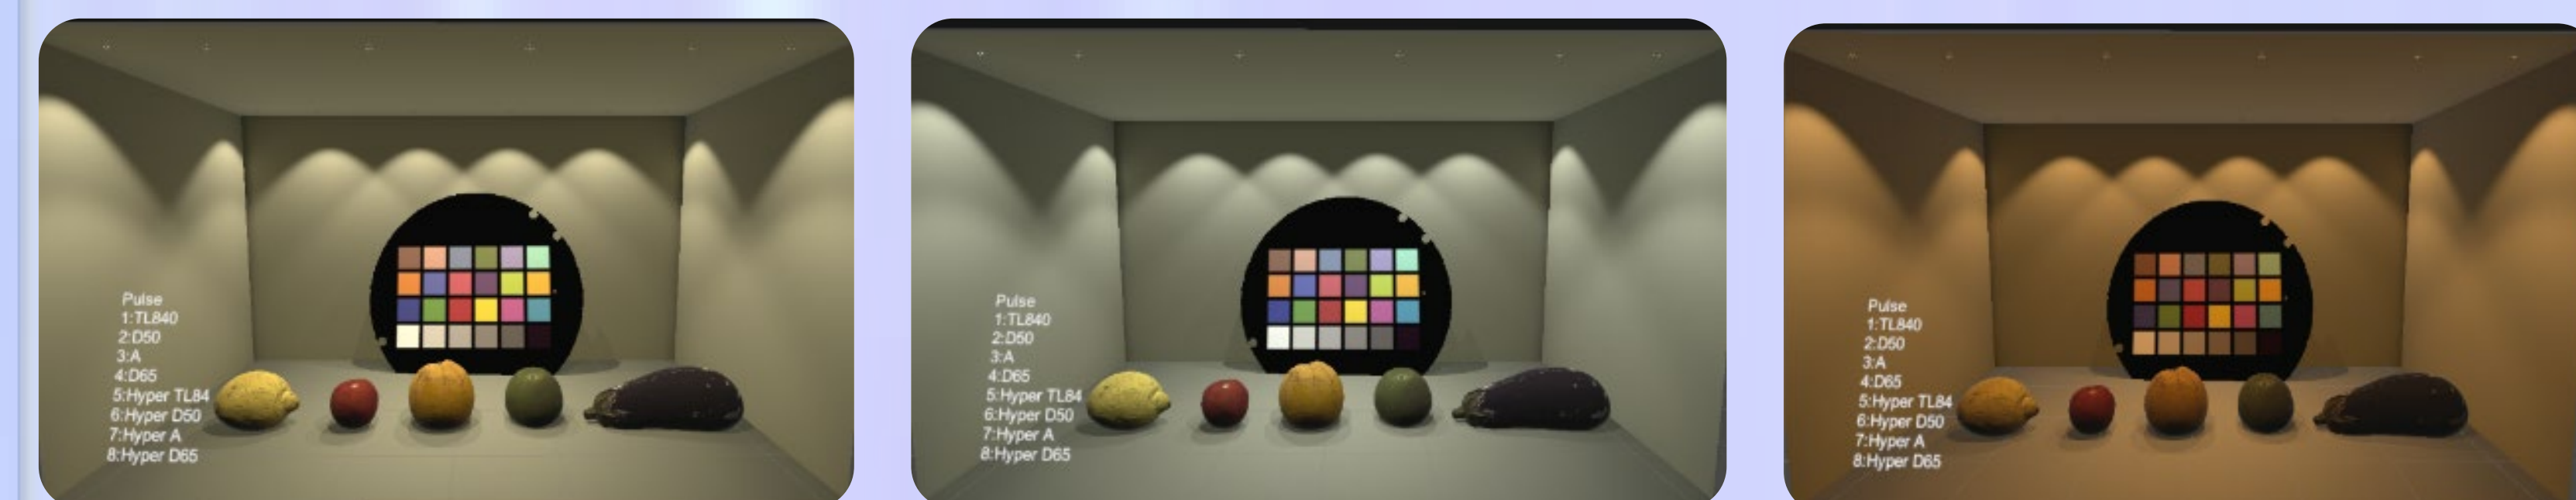 Pulse
1:TL840
2:D50
3:A
4:D65
5:Hyper TL84
6:Hyper D50
7:Hyper A
8:Hyper D65
Pulse
1:TL840
2:D50
3:A
4:D65
5:Hyper TL84
6:Hyper D50
7:Hyper A
8:Hyper D65
Pulse
1:TL840
2:D50
3:A
4:D65
5:Hyper TL84
6:Hyper D50
7:Hyper A
8:Hyper D65